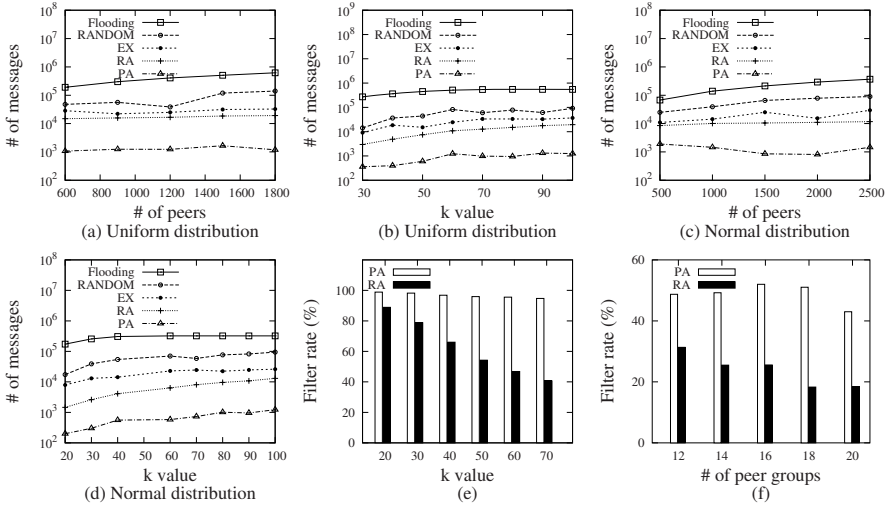 10^8
10^7
10^6
10^5
10^4
10^3
10^2
# of messages
Flooding
RANDOM
EX
RA
PA
600 800 1000 1200 1400 1600 1800
# of peers
(a) Uniform distribution
10^9
10^8
10^7
10^6
10^5
10^4
10^3
10^2
# of messages
Flooding
RANDOM
EX
RA
PA
30 50 70 90
k value
(b) Uniform distribution
10^8
10^7
10^6
10^5
10^4
10^3
10^2
# of messages
Flooding
RANDOM
EX
RA
PA
500 1000 1500 2000 2500
# of peers
(c) Normal distribution
10^8
10^7
10^6
10^5
10^4
10^3
10^2
# of messages
Flooding
RANDOM
EX
RA
PA
20 30 40 50 60 70 80 90 100
k value
(d) Normal distribution
100
80
60
40
20
0
Filter rate (%)
PA
RA
20 30 40 50 60 70
k value
(e)
60
40
20
0
Filter rate (%)
PA
RA
12 14 16 18 20
# of peer groups
(f)